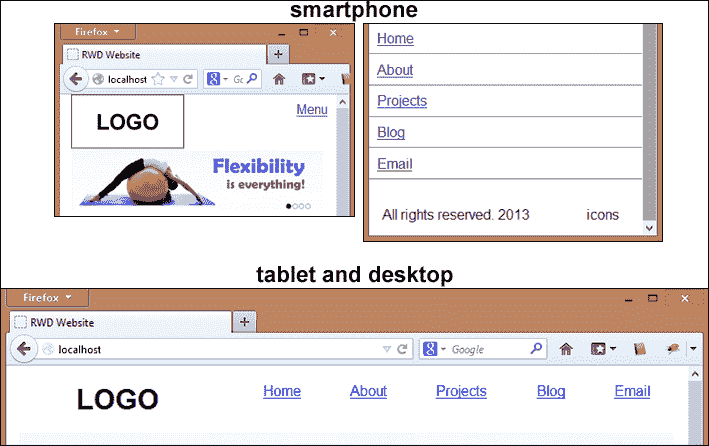 smartphone
Firefox
RWD Website
localhost
LOGO
Menu
Flexibility
is everything!
Home
About
Projects
Blog
Email
All rights reserved. 2013 icons
tablet and desktop
Firefox
RWD Website
localhost
Google
LOGO
Home About Projects Blog Email